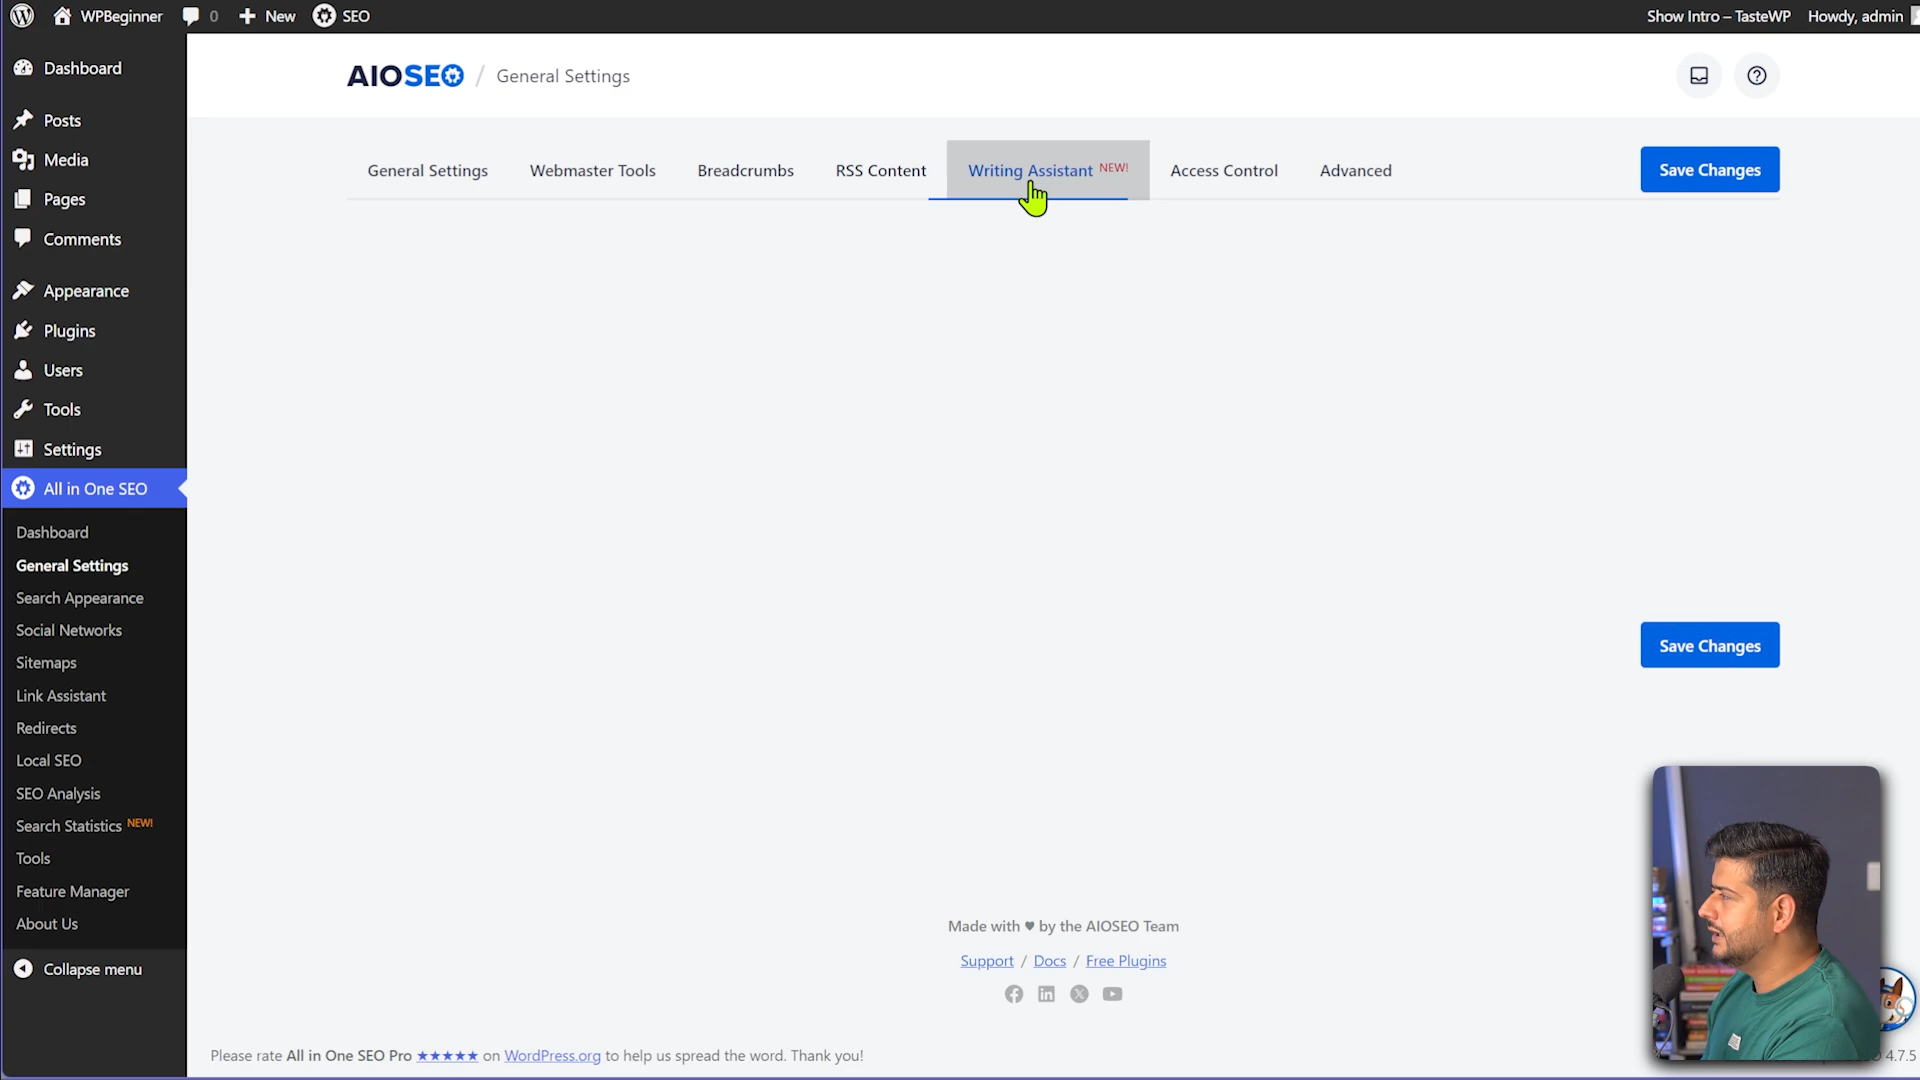 WPBeginner 0 New SEO Show Intro – TasteWP Howdy, admin
Dashboard
Posts
Media
Pages
Comments
Appearance
Plugins
Users
Tools
Settings
All in One SEO
Dashboard
General Settings
Search Appearance
Social Networks
Sitemaps
Link Assistant
Redirects
Local SEO
SEO Analysis
Search Statistics NEW!
Tools
Feature Manager
About Us
Collapse menu
AIOSEO / General Settings
General Settings Webmaster Tools Breadcrumbs RSS Content Writing Assistant NEW! Access Control Advanced Save Changes
Save Changes
Made with ♥ by the AIOSEO Team
Support / Docs / Free Plugins
Please rate All in One SEO Pro ★★★★★ on WordPress.org to help us spread the word. Thank you! 4.7.5